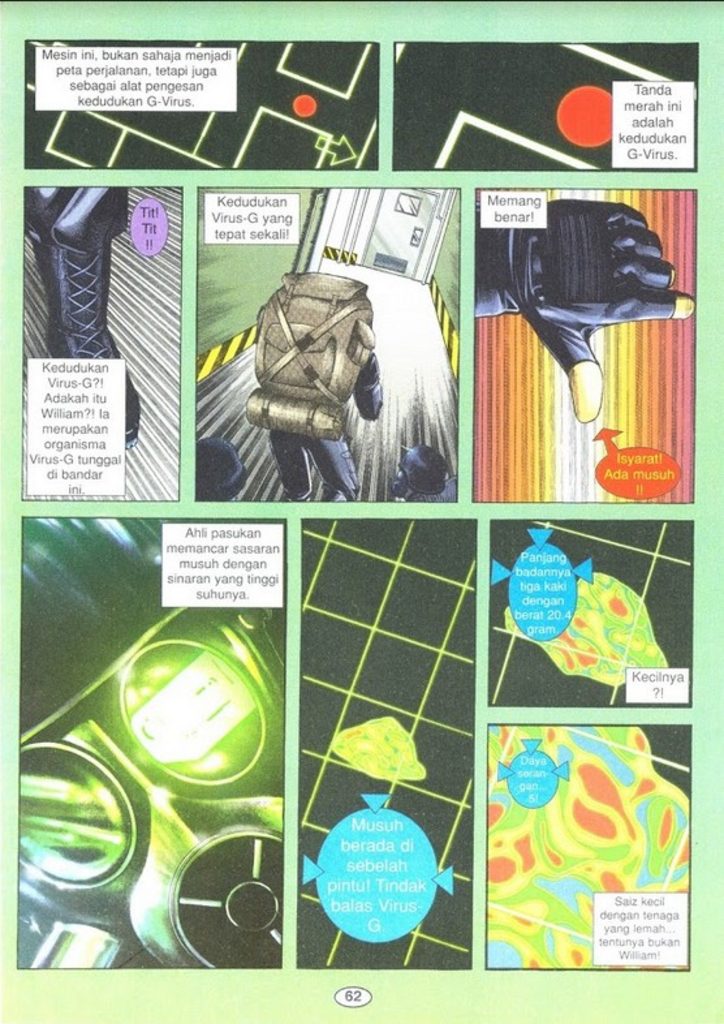 Mesin ini, bukan sahaja menjadi
peta perjalanan, tetapi juga
sebagai alat pengesan
kedudukan G-Virus.
Tanda
merah ini
adalah
kedudukan
G-Virus.
Tit!
Tit
!!
Kedudukan
Virus-G?!
Adakah itu
William?! Ia
merupakan
organisma
Virus-G tunggal
di bandar
ini.
Kedudukan
Virus-G yang
tepat sekali!
Memang
benar!
Isyarat!
Ada musuh
!!
Ahli pasukan
memancar sasaran
musuh dengan
sinaran yang tinggi
suhunya.
Musuh
berada di
sebelah
pintu! Tindak
balas Virus-
G.
Panjang
badannya
tiga kaki
dengan
berat 20.4
gram.
Kecilnya
?!
Daya
seran-
gan...
5!
Saiz kecil
dengan tenaga
yang lemah...
tentunya bukan
William!
62